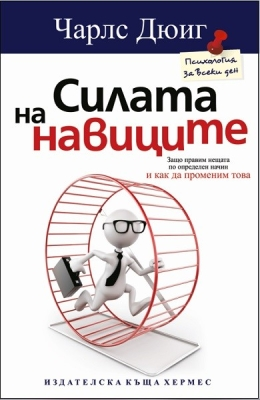 Чарлс Дюиг
Психология
за всеки ден
Силата
на
навиците
Защо правим нещата
по определен начин
и как да променим това
ИЗДАТЕЛСКА КЪЩА ХЕРМЕС